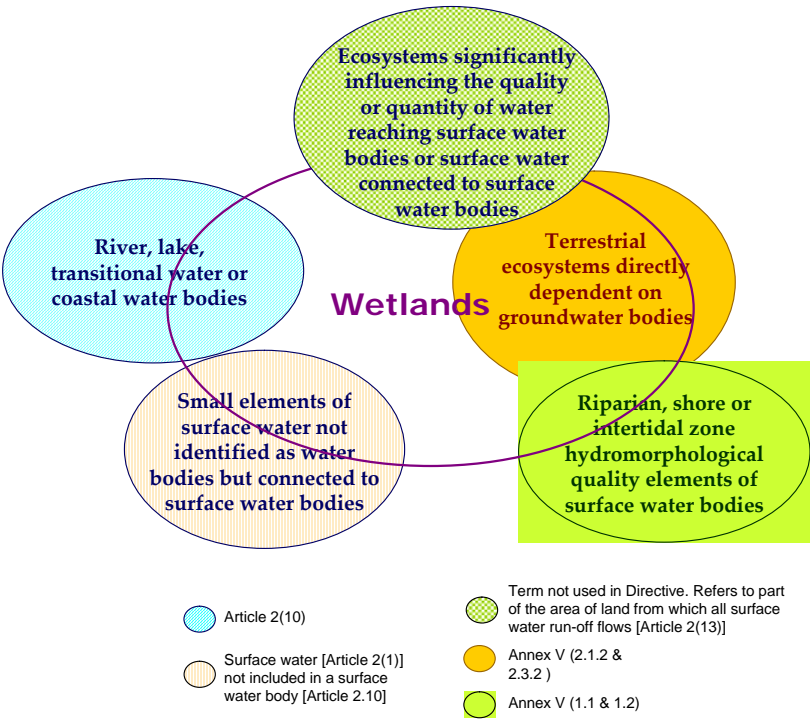 Ecosystems significantly
influencing the quality
or quantity of water
reaching surface water
bodies or surface water
connected to surface
water bodies
River, lake,
transitional water or
coastal water bodies
Wetlands
Terrestrial
ecosystems directly
dependent on
groundwater bodies
Small elements of
surface water not
identified as water
bodies but connected to
surface water bodies
Riparian, shore or
intertidal zone
hydromorphological
quality elements of
surface water bodies
Article 2(10)
Surface water [Article 2(1)]
not included in a surface
water body [Article 2.10]
Term not used in Directive. Refers to part
of the area of land from which all surface
water run-off flows [Article 2(13)]
Annex V (2.1.2 &
2.3.2 )
Annex V (1.1 & 1.2)